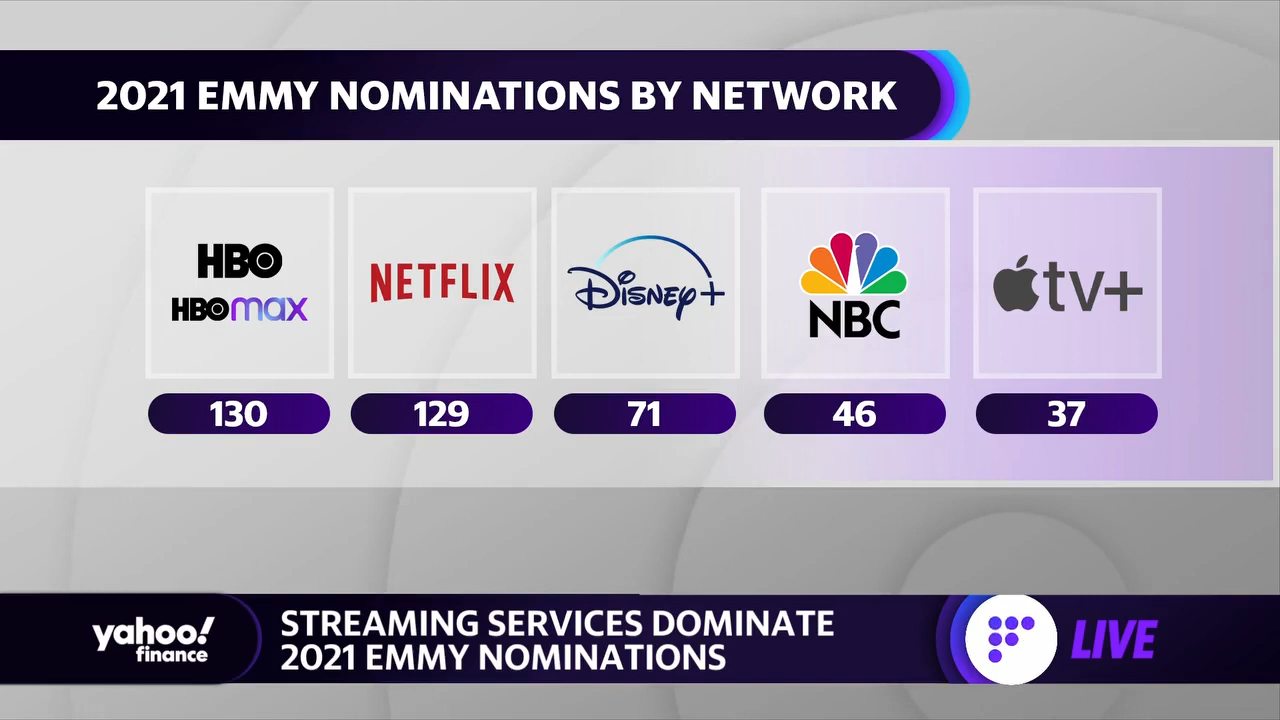 2021 EMMY NOMINATIONS BY NETWORK
HBO
HBO max
NETFLIX
Disney+
NBC
tv+
130
129
71
46
37
yahoo!
finance
STREAMING SERVICES DOMINATE
2021 EMMY NOMINATIONS
LIVE